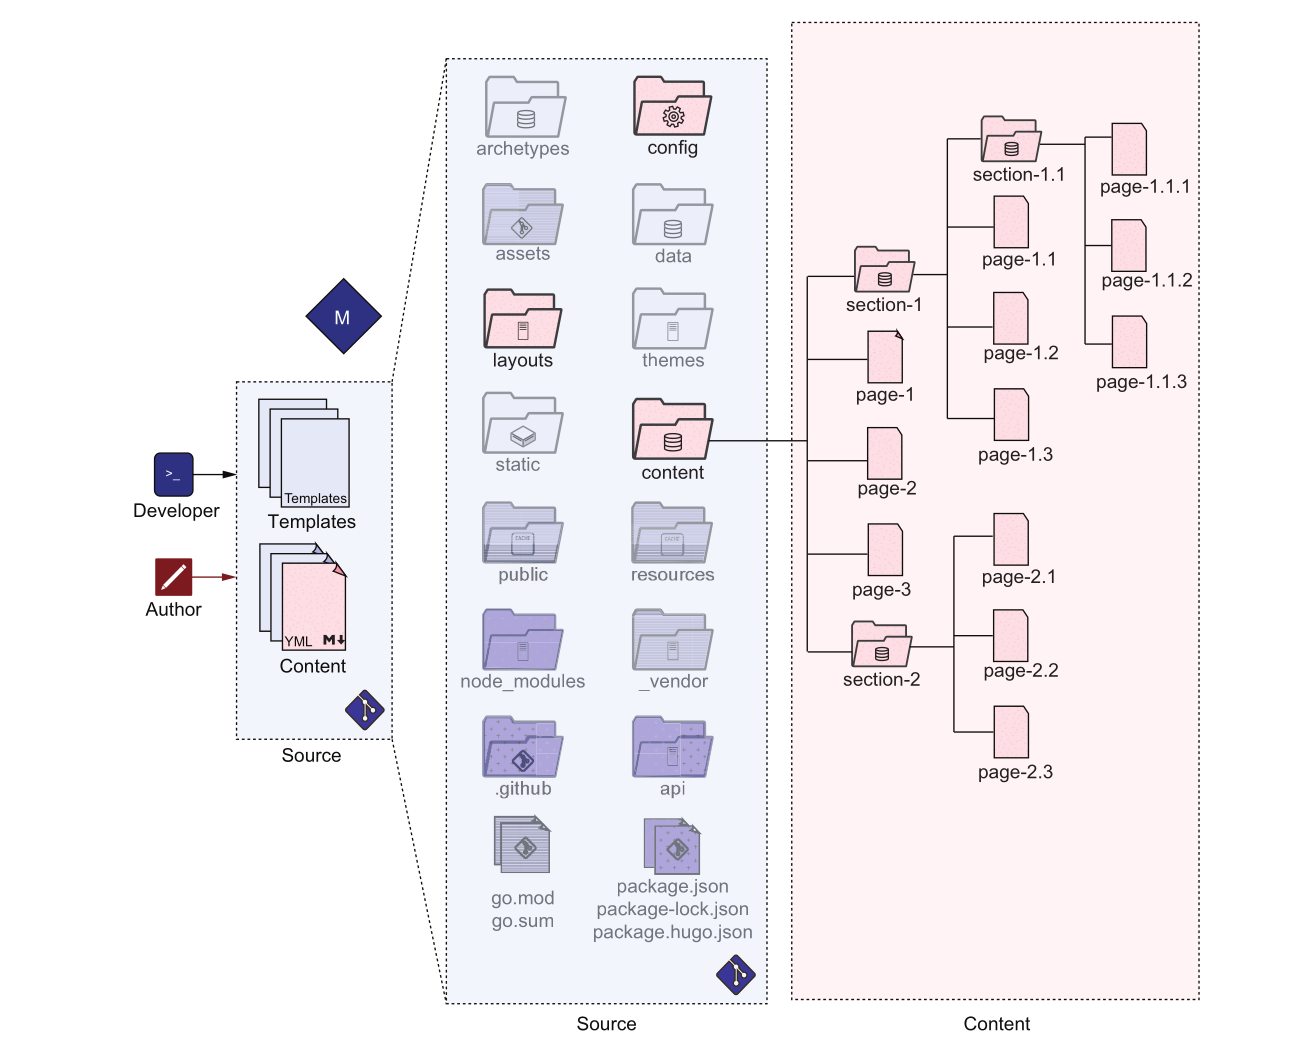 M
>_
Developer
Author
Templates
Templates
YML M
Content
Source
archetypes
config
assets
data
layouts
themes
static
content
CACHE
public
CACHE
resources
node_modules
_vendor
.github
api
go.mod
go.sum
package.json
package-lock.json
package.hugo.json
Source
section-1
page-1
page-2
page-3
section-2
section-1.1
page-1.1
page-1.2
page-1.3
page-1.1.1
page-1.1.2
page-1.1.3
page-2.1
page-2.2
page-2.3
Content